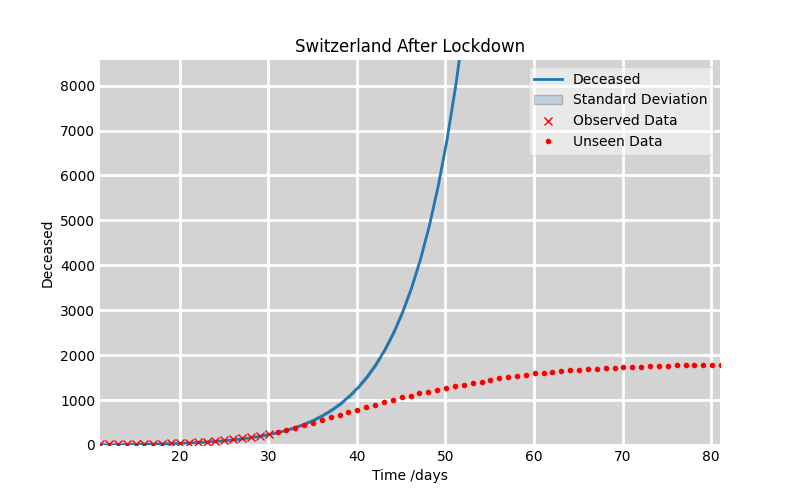 Switzerland After Lockdown
Deceased
Standard Deviation
Observed Data
Unseen Data
8000
7000
6000
5000
4000
3000
2000
1000
0
Deceased
20 30 40 50 60 70 80
Time /days